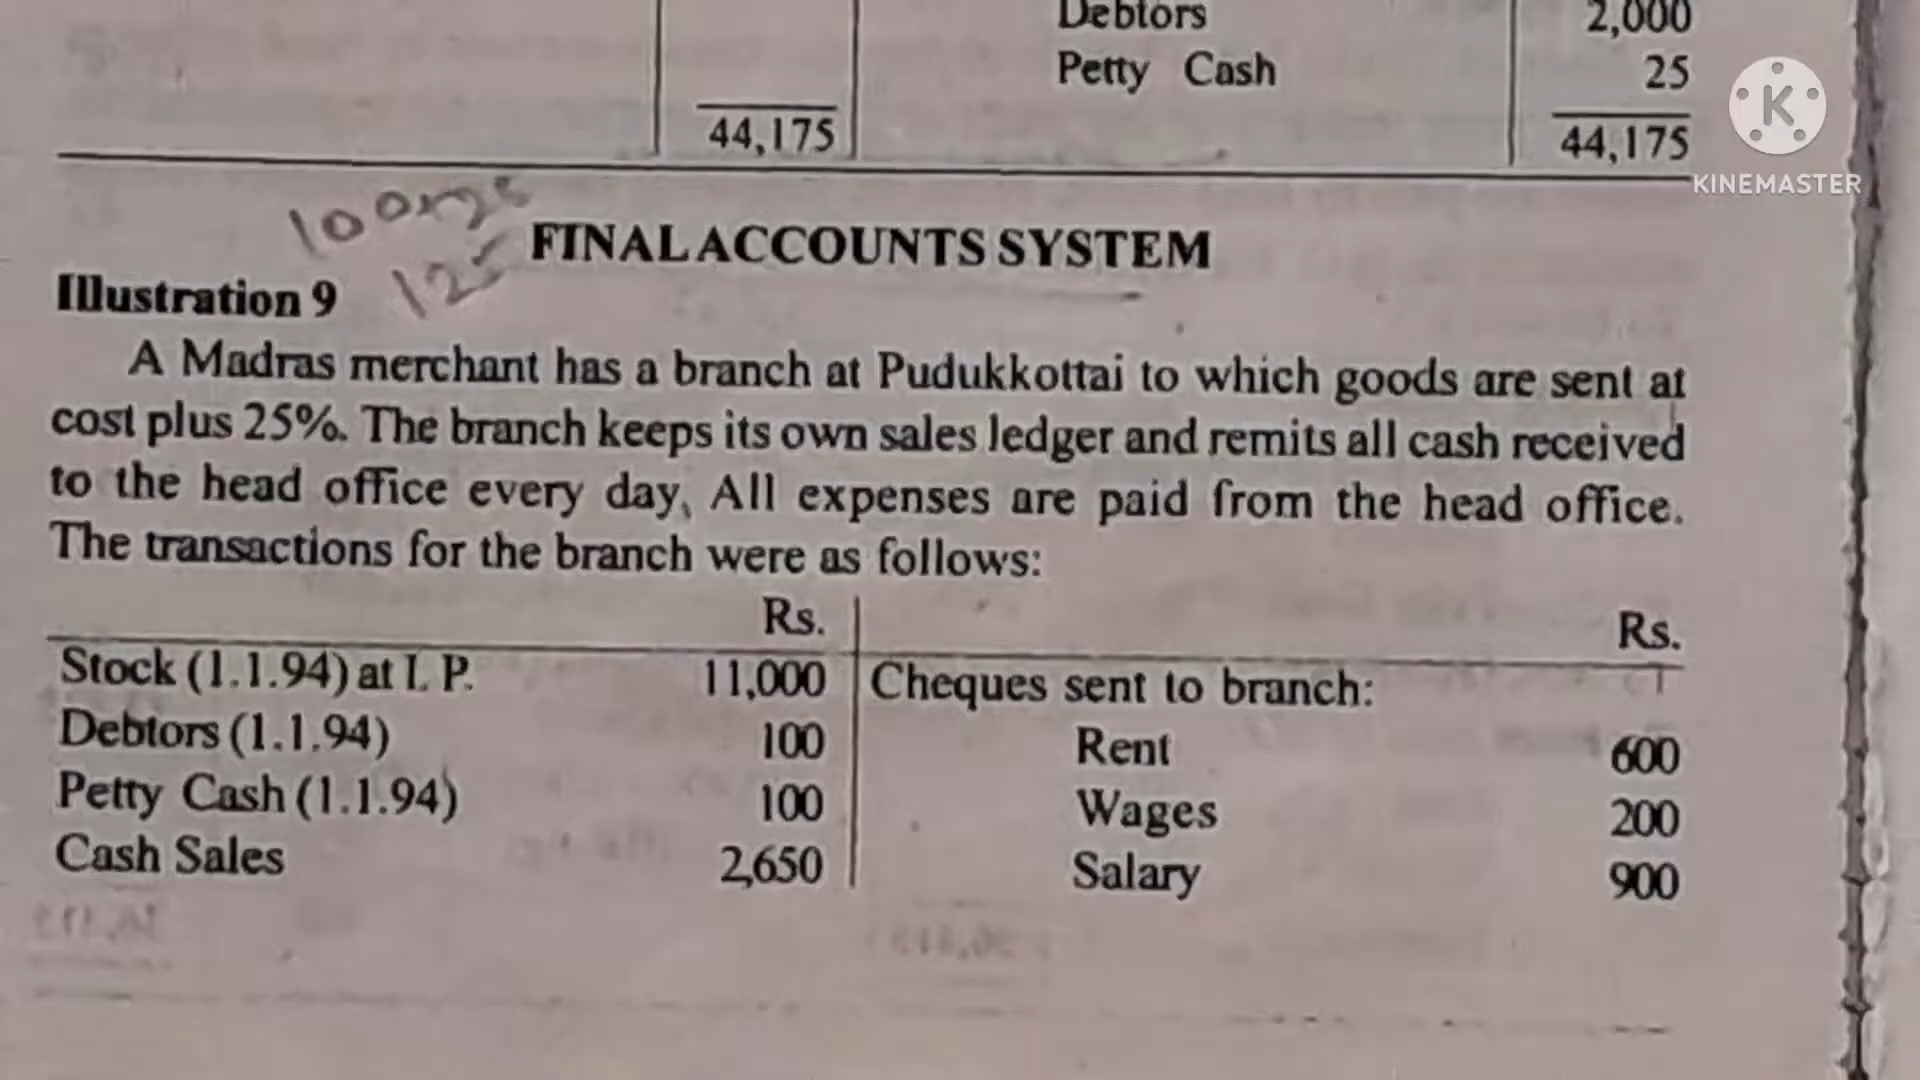 Debtors 2,000
Petty Cash 25
44,175 44,175
KINEMASTER
100+25
125
FINAL ACCOUNTS SYSTEM
Illustration 9
A Madras merchant has a branch at Pudukkottai to which goods are sent at
cost plus 25%. The branch keeps its own sales ledger and remits all cash received
to the head office every day, All expenses are paid from the head office.
The transactions for the branch were as follows:
Rs. Rs.
Stock (1.1.94) at I. P. 11,000 Cheques sent to branch:
Debtors (1.1.94) 100 Rent 600
Petty Cash (1.1.94) 100 Wages 200
Cash Sales 2,650 Salary 900